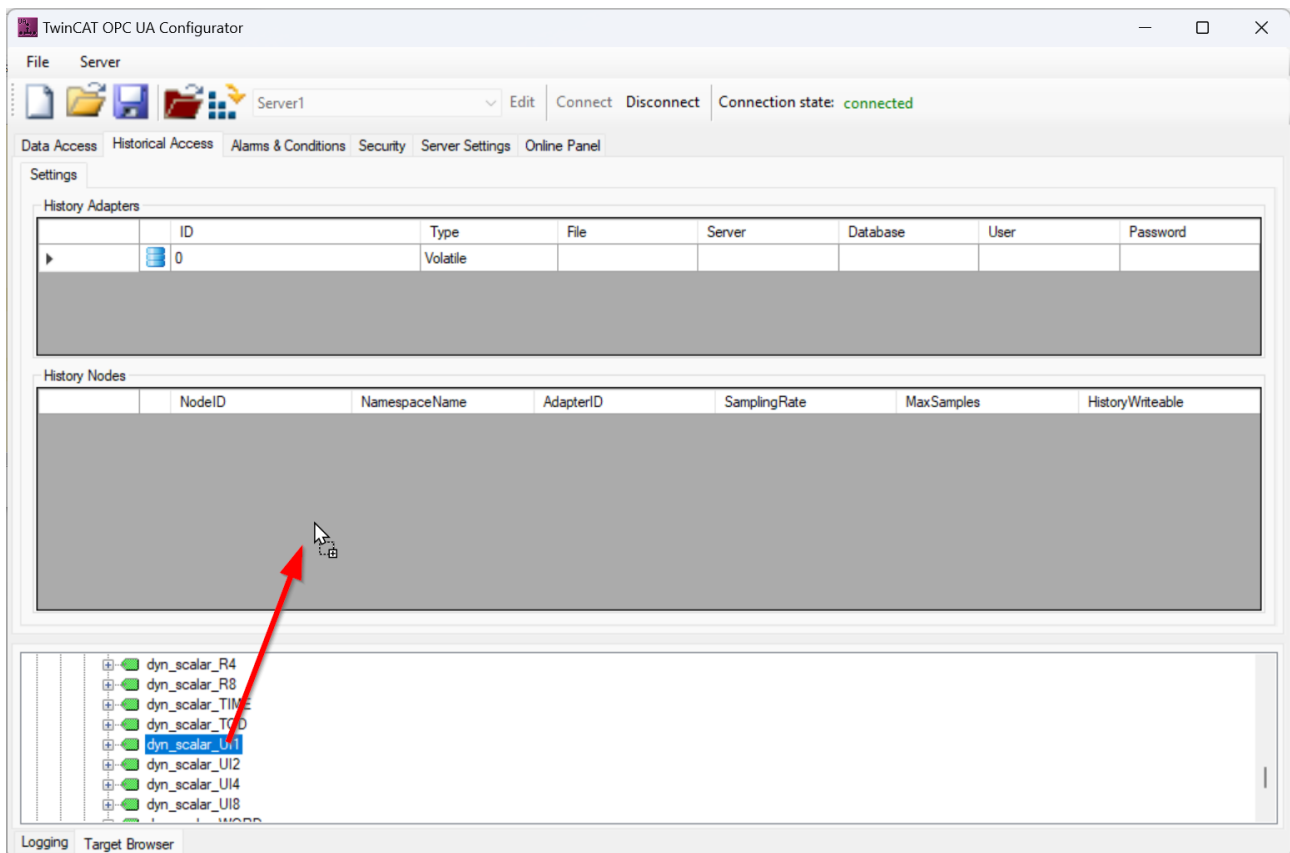 TwinCAT OPC UA Configurator
File Server
Server1 Edit Connect Disconnect Connection state: connected
Data Access Historical Access Alarms & Conditions Security Server Settings Online Panel
Settings
History Adapters
ID Type File Server Database User Password
0 Volatile
History Nodes
NodeID NamespaceName AdapterID SamplingRate MaxSamples HistoryWriteable
dyn_scalar_R4
dyn_scalar_R8
dyn_scalar_TIME
dyn_scalar_TOD
dyn_scalar_UI1
dyn_scalar_UI2
dyn_scalar_UI4
dyn_scalar_UI8
Logging Target Browser